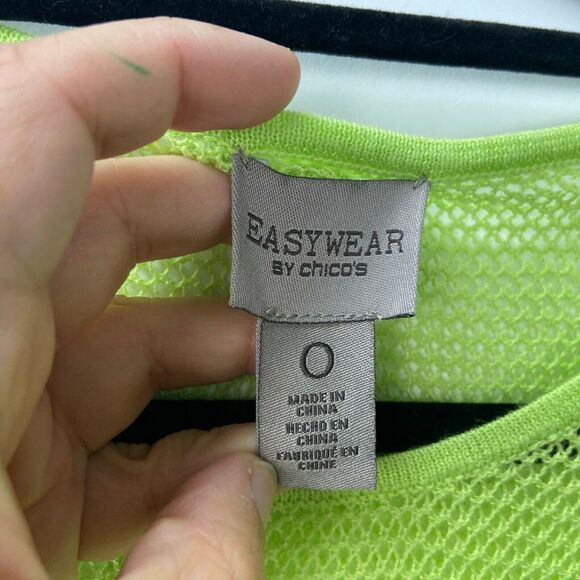 EASYWEAR
BY CHICO'S
0
MADE IN
CHINA
HECHO EN
CHINA
FABRIQUÉ EN
CHINE